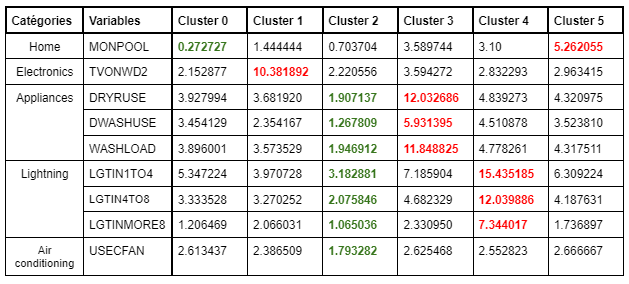 Catégories Variables Cluster 0 Cluster 1 Cluster 2 Cluster 3 Cluster 4 Cluster 5
Home MONPOOL 0.272727 1.444444 0.703704 3.589744 3.10 5.262055
Electronics TVONWD2 2.152877 10.381892 2.220556 3.594272 2.832293 2.963415
Appliances DRYRUSE 3.927994 3.681920 1.907137 12.032686 4.839273 4.320975
DWASHUSE 3.454129 2.354167 1.267809 5.931395 4.510878 3.523810
WASHLOAD 3.896001 3.573529 1.946912 11.848825 4.778261 4.317511
Lightning LGTIN1TO4 5.347224 3.970728 3.182881 7.185904 15.435185 6.309224
LGTIN4TO8 3.333528 3.270252 2.075846 4.682329 12.039886 4.187631
LGTINMORE8 1.206469 2.066031 1.065036 2.330950 7.344017 1.736897
Air conditioning USECFAN 2.613437 2.386509 1.793282 2.625468 2.552823 2.666667